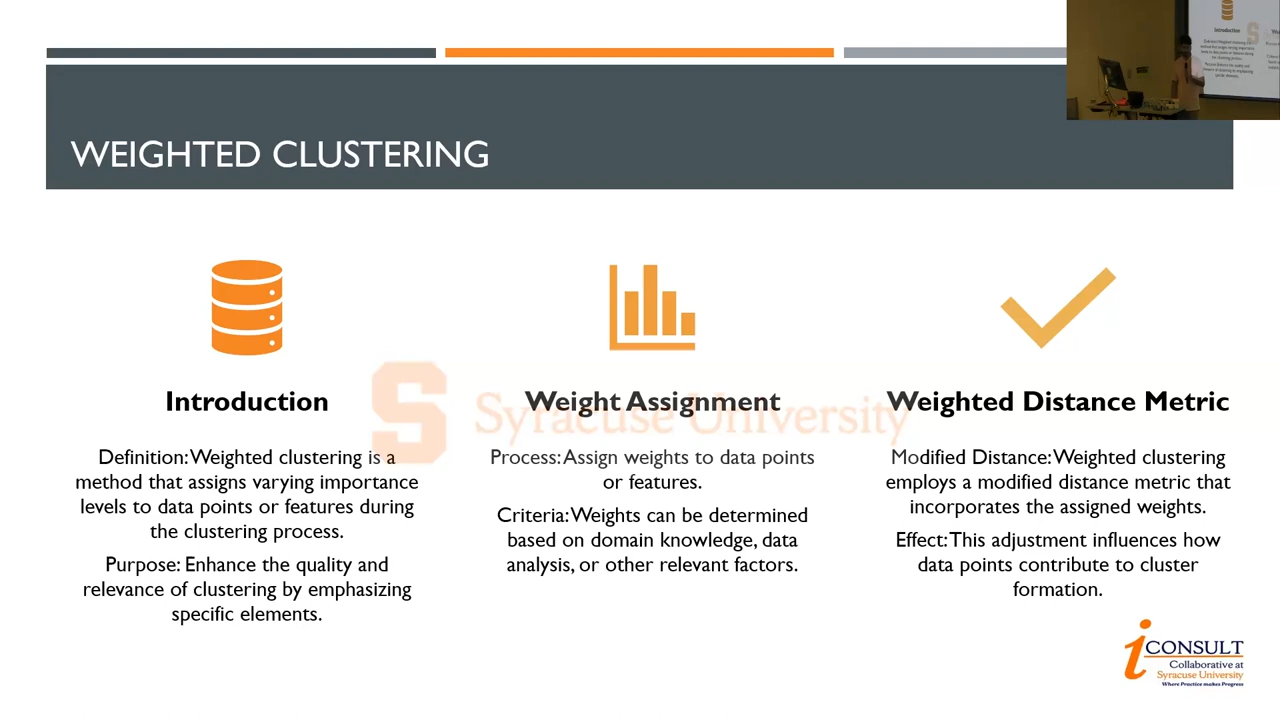 WEIGHTED CLUSTERING
Introduction
Definition: Weighted clustering is a
method that assigns varying importance
levels to data points or features during
the clustering process.
Purpose: Enhance the quality and
relevance of clustering by emphasizing
specific elements.
Weight Assignment
Process: Assign weights to data points
or features.
Criteria: Weights can be determined
based on domain knowledge, data
analysis, or other relevant factors.
Weighted Distance Metric
Modified Distance: Weighted clustering
employs a modified distance metric that
incorporates the assigned weights.
Effect: This adjustment influences how
data points contribute to cluster
formation.
S Syracuse University
iCONSULT
Collaborative at
Syracuse University
Where Practice makes Progress
Introduction